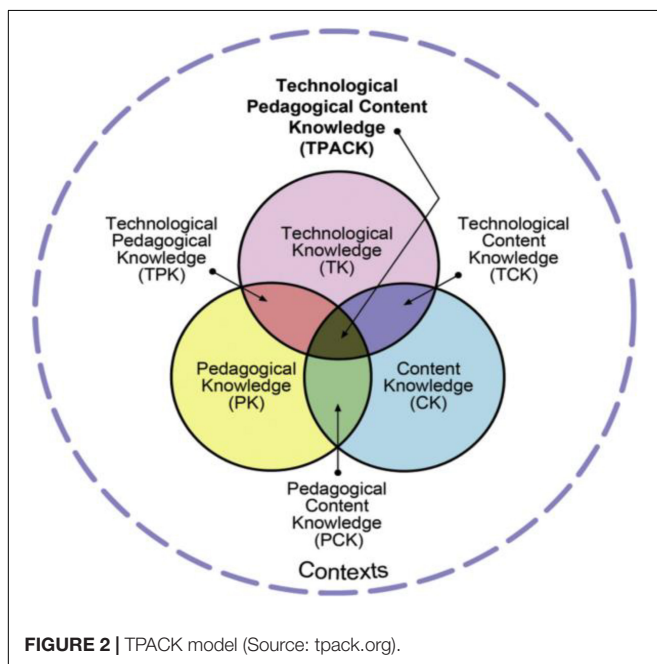 Technological
Pedagogical Content
Knowledge
(TPACK)
Technological
Pedagogical
Knowledge
(TPK)
Technological
Knowledge
(TK)
Technological
Content
Knowledge
(TCK)
Pedagogical
Knowledge
(PK)
Content
Knowledge
(CK)
Pedagogical
Content
Knowledge
(PCK)
Contexts
FIGURE 2 | TPACK model (Source: tpack.org).